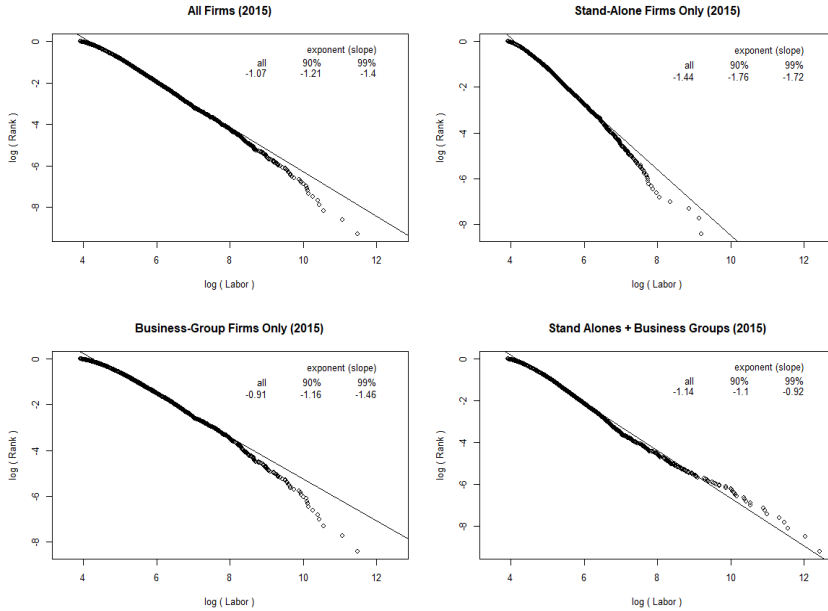 All Firms (2015)
exponent (slope)
all 90% 99%
-1.07 -1.21 -1.4
log ( Rank )
0
-2
-4
-6
-8
4 6 8 10 12
log ( Labor )
Stand-Alone Firms Only (2015)
exponent (slope)
all 90% 99%
-1.44 -1.76 -1.72
log ( Rank )
0
-2
-4
-6
-8
4 6 8 10 12
log ( Labor )
Business-Group Firms Only (2015)
exponent (slope)
all 90% 99%
-0.91 -1.16 -1.46
log ( Rank )
0
-2
-4
-6
-8
4 6 8 10 12
log ( Labor )
Stand Alones + Business Groups (2015)
exponent (slope)
all 90% 99%
-1.14 -1.1 -0.92
log ( Rank )
0
-2
-4
-6
-8
4 6 8 10 12
log ( Labor )